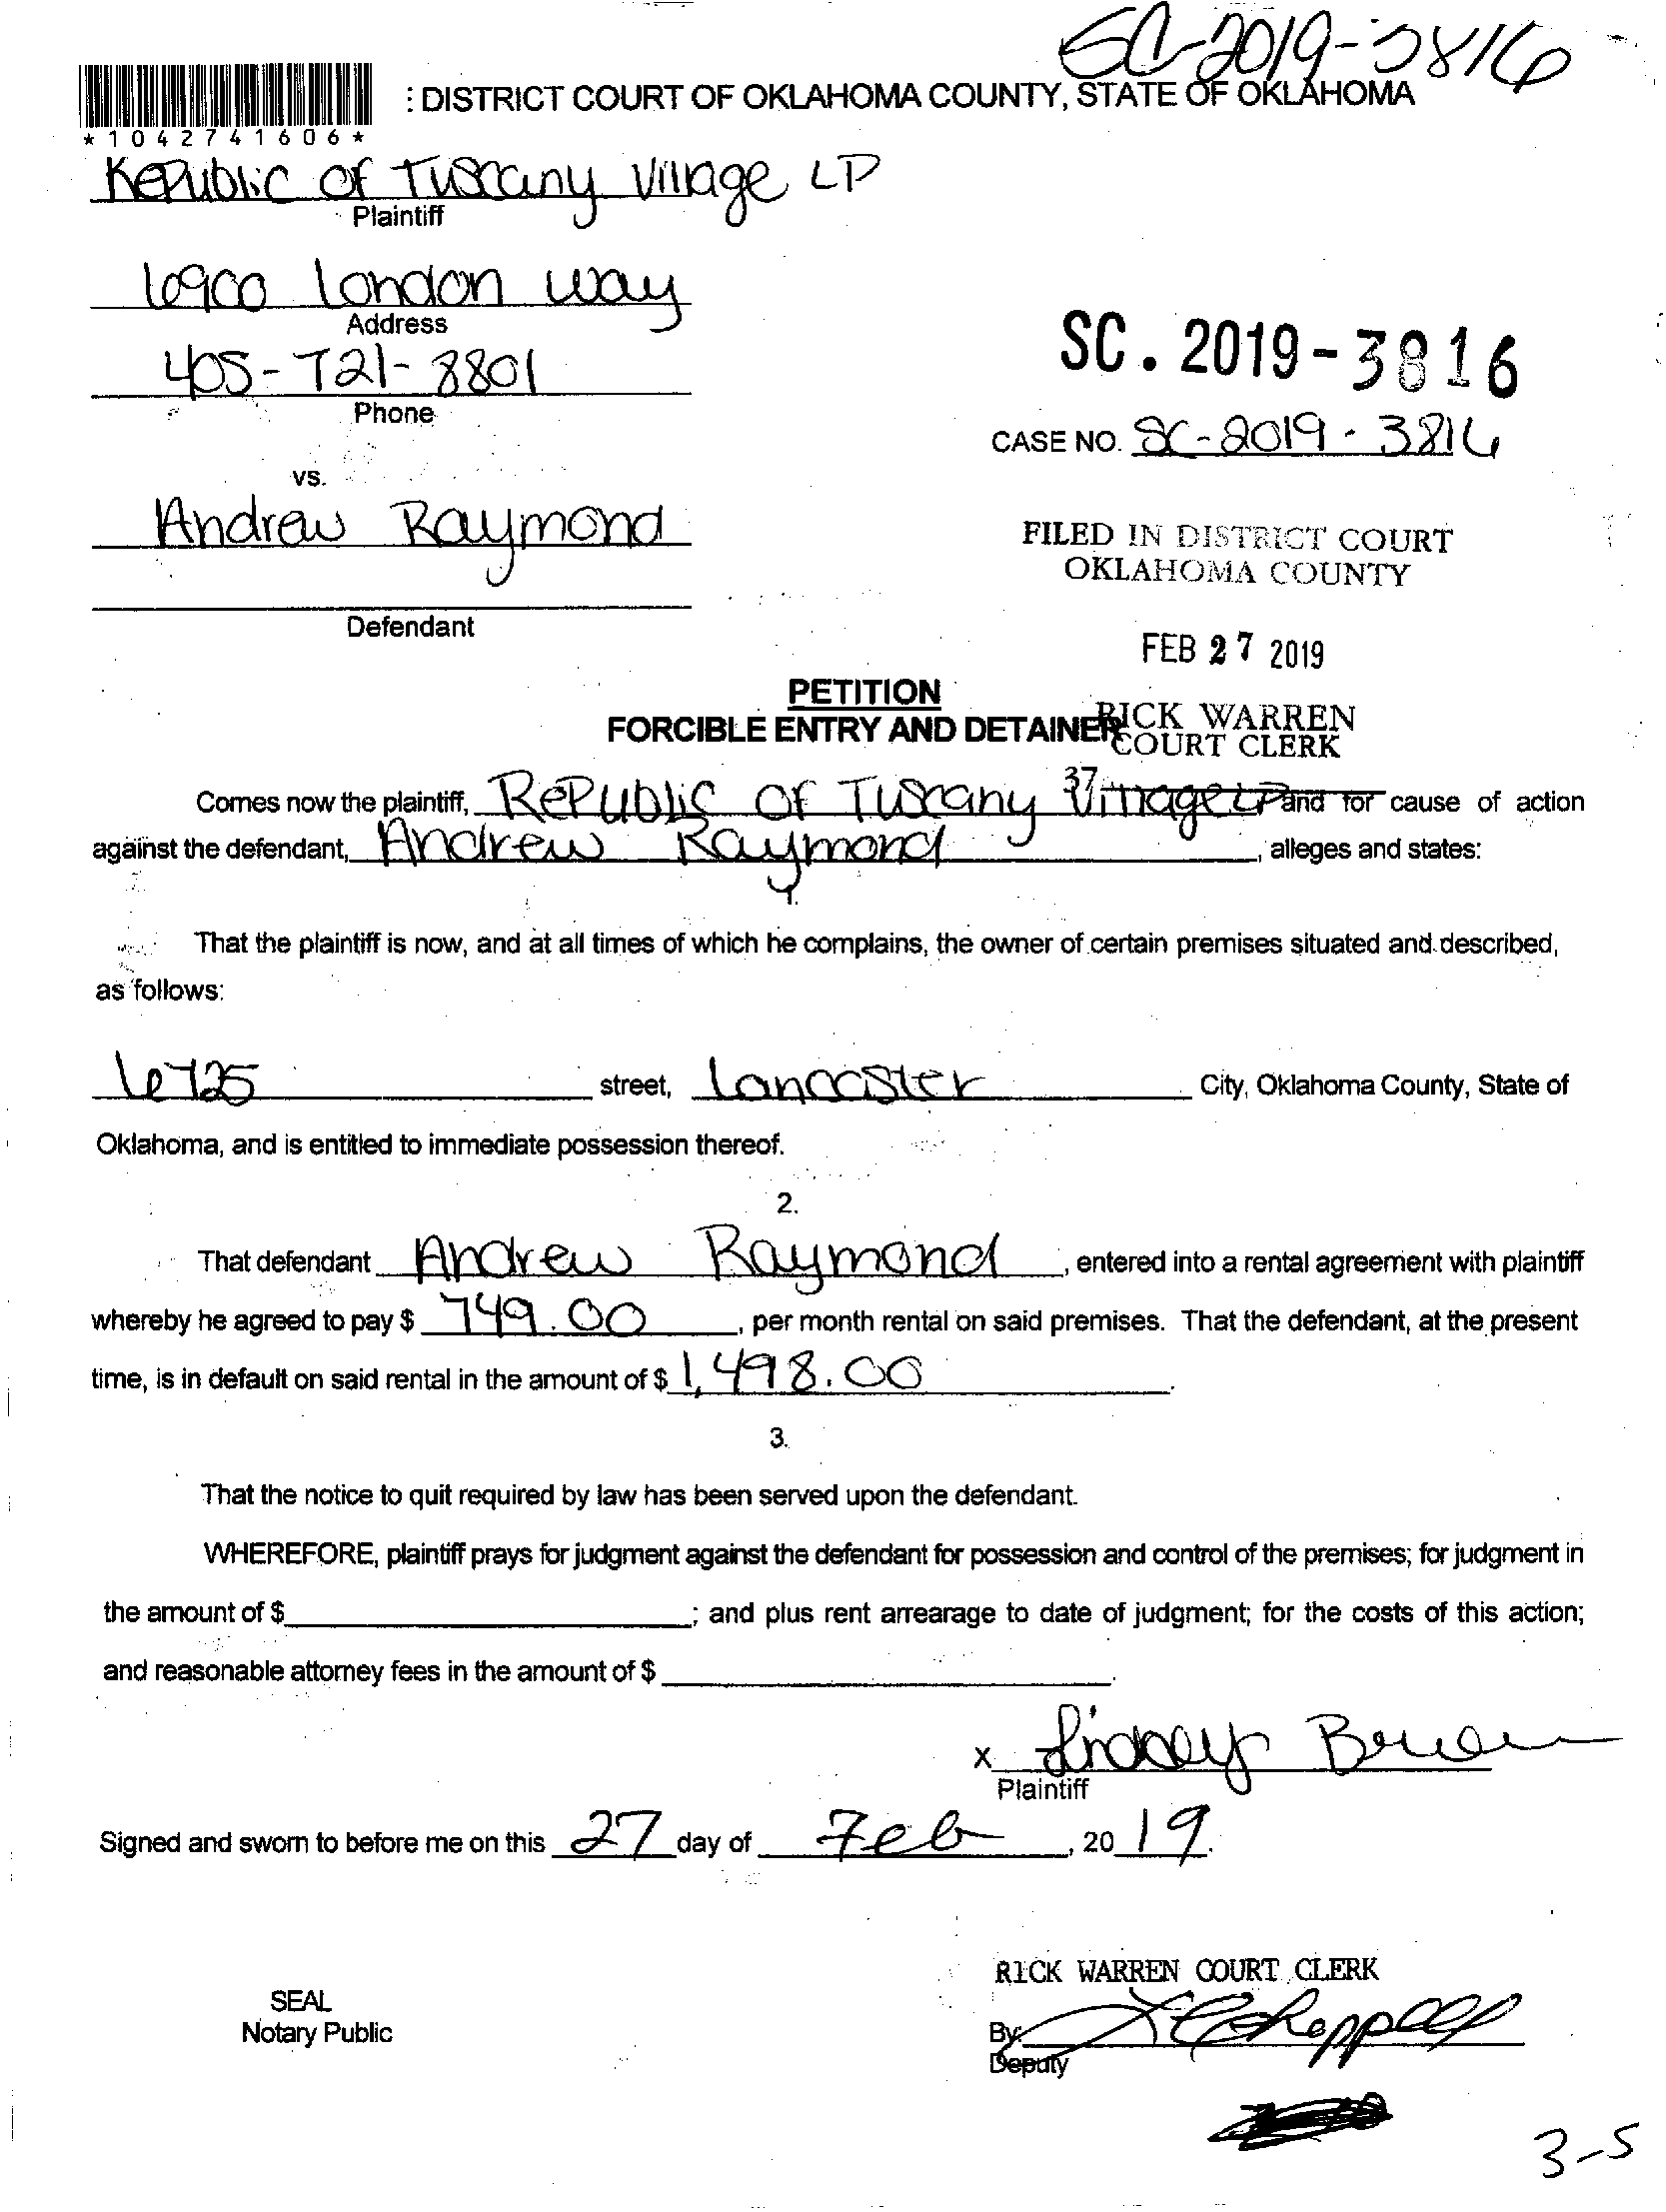 SC-2019-3816
: DISTRICT COURT OF OKLAHOMA COUNTY, STATE OF OKLAHOMA
*1042741606*
Republic of Tuscany Village LP
Plaintiff
6900 London Way
Address
405-721-8801
Phone
SC. 2019-3816
CASE NO. SC-2019-3816
vs.
Andrew Raymond
Defendant
FILED IN DISTRICT COURT
OKLAHOMA COUNTY
FEB 27 2019
RICK WARREN
COURT CLERK
37
PETITION
FORCIBLE ENTRY AND DETAINER
Comes now the plaintiff, Republic of Tuscany Village LP and for cause of action
against the defendant, Andrew Raymond, alleges and states:
1.
That the plaintiff is now, and at all times of which he complains, the owner of certain premises situated and described,
as follows:
6725 street, Lancaster City, Oklahoma County, State of
Oklahoma, and is entitled to immediate possession thereof.
2.
That defendant Andrew Raymond, entered into a rental agreement with plaintiff
whereby he agreed to pay $ 749.00, per month rental on said premises. That the defendant, at the present
time, is in default on said rental in the amount of $ 1,498.00.
3.
That the notice to quit required by law has been served upon the defendant.
WHEREFORE, plaintiff prays for judgment against the defendant for possession and control of the premises; for judgment in
the amount of $ ; and plus rent arrearage to date of judgment; for the costs of this action;
and reasonable attorney fees in the amount of $ .
x Lindsey
Plaintiff
Signed and sworn to before me on this 27 day of Feb, 20 19.
SEAL
Notary Public
RICK WARREN COURT CLERK
By:
Deputy
3-5